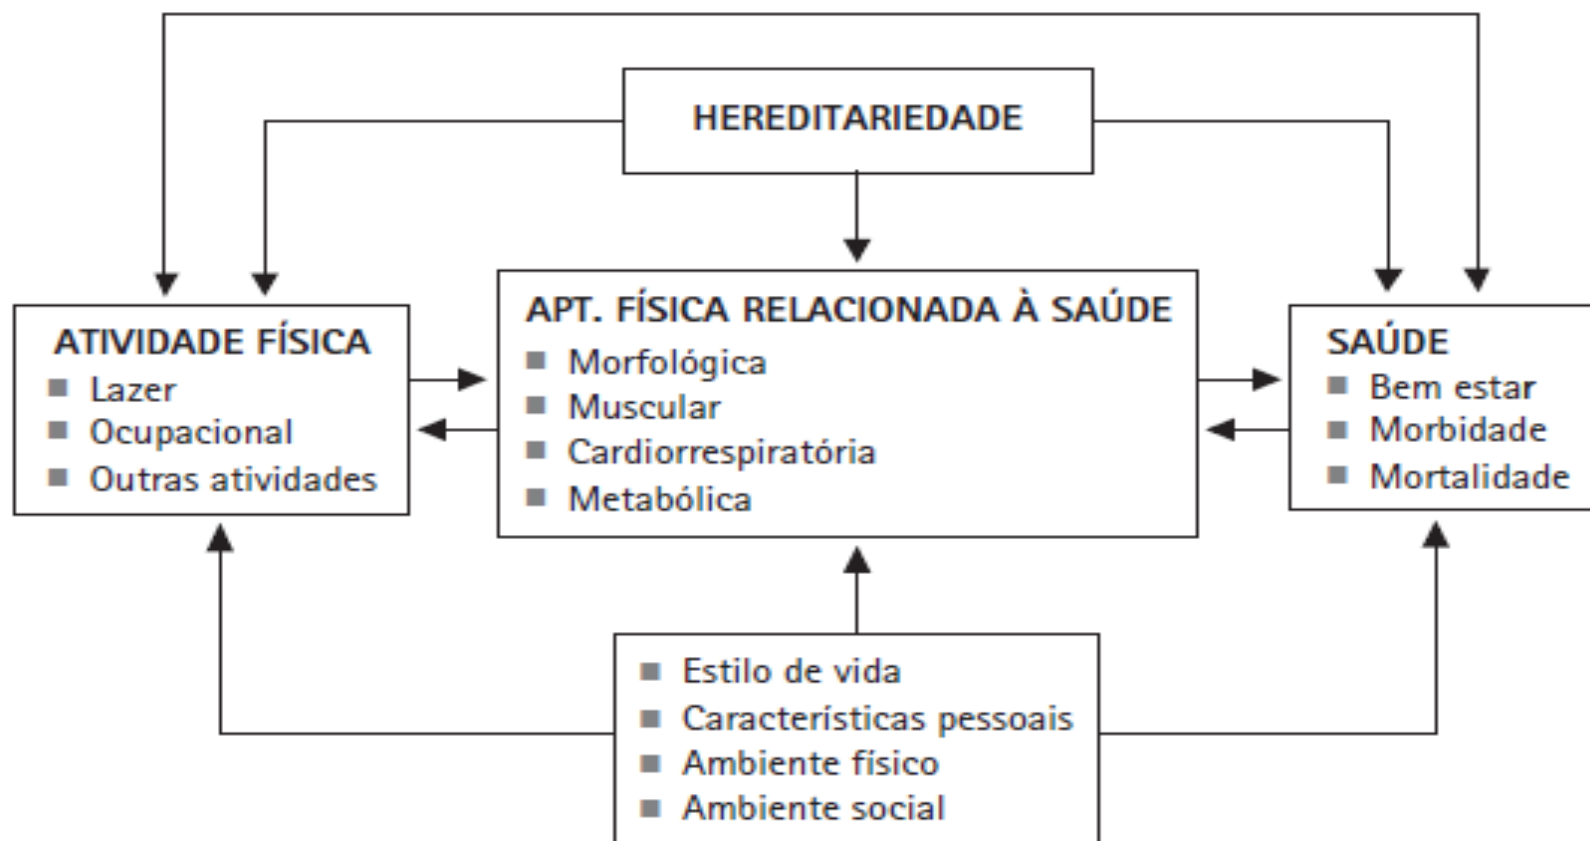 HEREDITARIEDADE
ATIVIDADE FÍSICA
Lazer
Ocupacional
Outras atividades
APT. FÍSICA RELACIONADA À SAÚDE
Morfológica
Muscular
Cardiorrespiratória
Metabólica
SAÚDE
Bem estar
Morbidade
Mortalidade
Estilo de vida
Características pessoais
Ambiente físico
Ambiente social